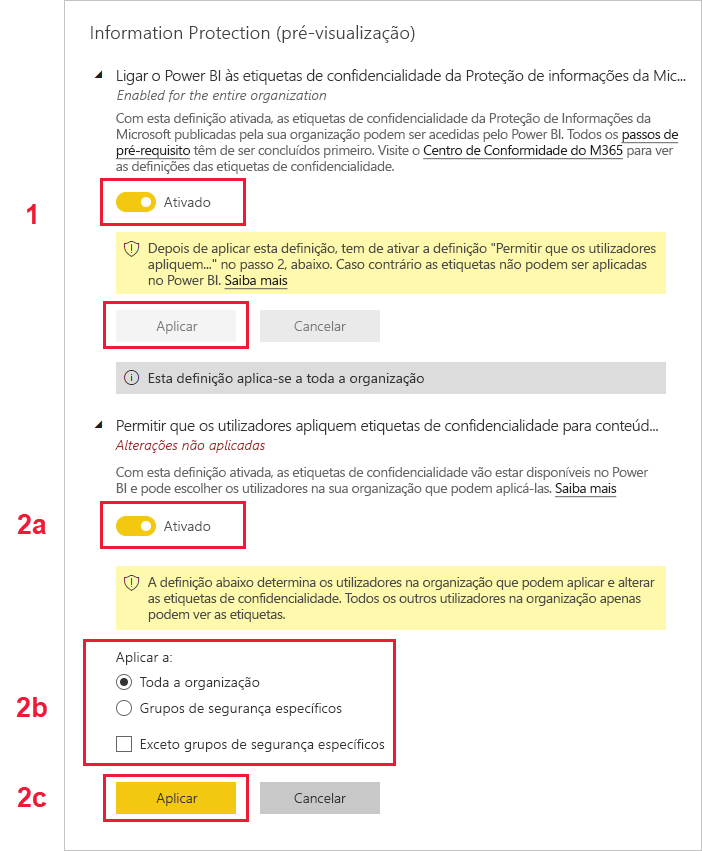 Information Protection (pré-visualização)
Ligar o Power BI às etiquetas de confidencialidade da Proteção de informações da Mic...
Enabled for the entire organization
Com esta definição ativada, as etiquetas de confidencialidade da Proteção de Informações da
Microsoft publicadas pela sua organização podem ser acedidas pelo Power BI. Todos os passos de
pré-requisito têm de ser concluídos primeiro. Visite o Centro de Conformidade do M365 para ver
as definições das etiquetas de confidencialidade.
1
Ativado
Depois de aplicar esta definição, tem de ativar a definição "Permitir que os utilizadores
apliquem..." no passo 2, abaixo. Caso contrário as etiquetas não podem ser aplicadas
no Power BI. Saiba mais
Aplicar Cancelar
Esta definição aplica-se a toda a organização
Permitir que os utilizadores apliquem etiquetas de confidencialidade para conteúd...
Alterações não aplicadas
Com esta definição ativada, as etiquetas de confidencialidade vão estar disponíveis no Power
BI e pode escolher os utilizadores na sua organização que podem aplicá-las. Saiba mais
2a
Ativado
A definição abaixo determina os utilizadores na organização que podem aplicar e alterar
as etiquetas de confidencialidade. Todos os outros utilizadores na organização apenas
podem ver as etiquetas.
Aplicar a:
Toda a organização
2b
Grupos de segurança específicos
Exceto grupos de segurança específicos
2c
Aplicar Cancelar